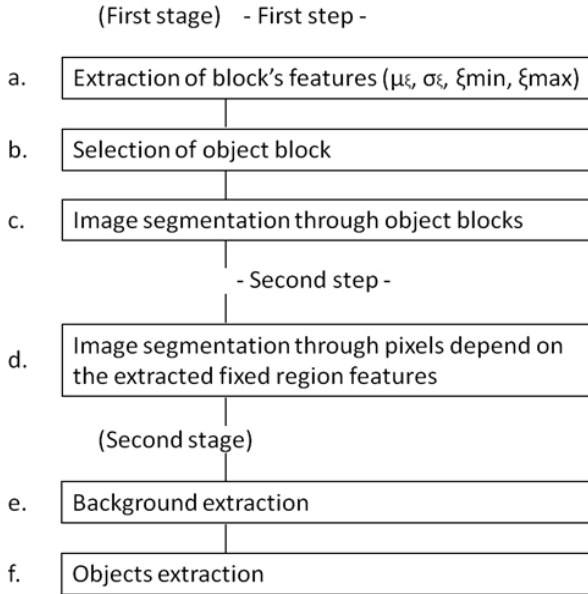 (First stage) - First step -
a. Extraction of block's features (μξ, σξ, ξmin, ξmax)
b. Selection of object block
c. Image segmentation through object blocks
- Second step -
d. Image segmentation through pixels depend on
the extracted fixed region features
(Second stage)
e. Background extraction
f. Objects extraction